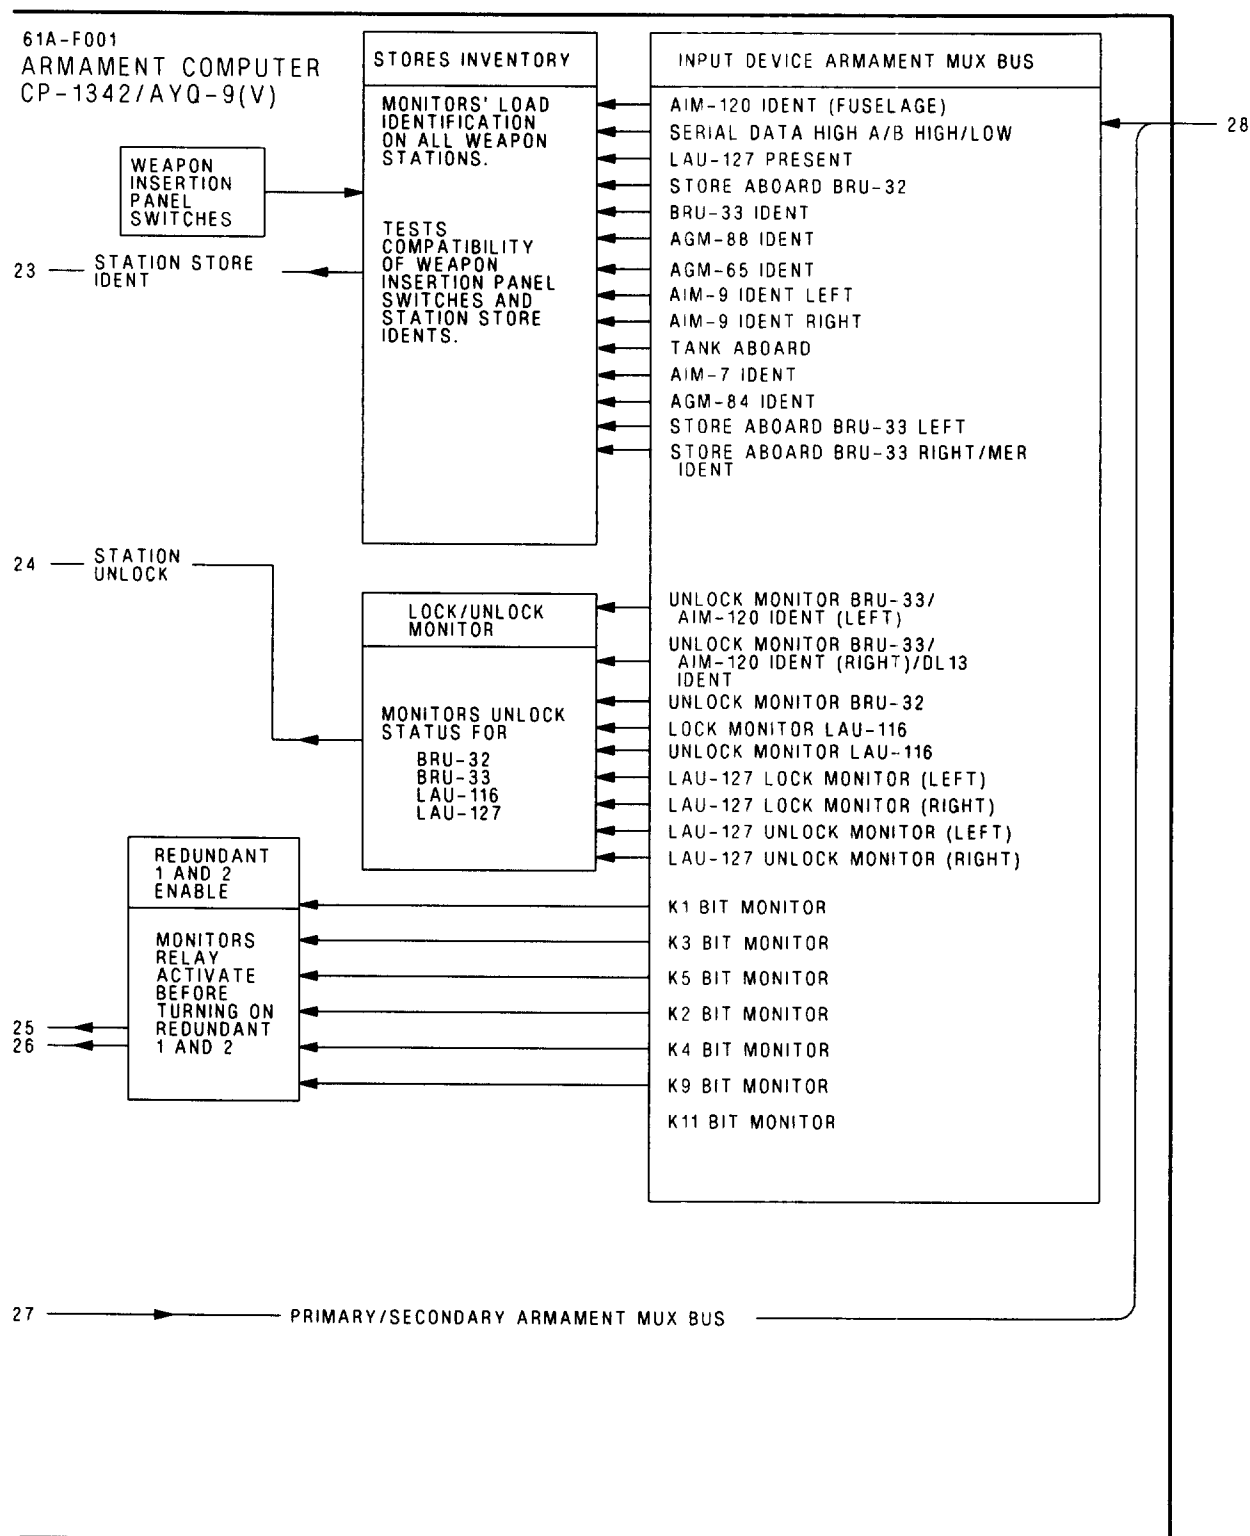 61A-F001
ARMAMENT COMPUTER
CP-1342/AYQ-9(V)
WEAPON
INSERTION
PANEL
SWITCHES
23
STATION STORE
IDENT
24
STATION
UNLOCK
STORES INVENTORY
MONITORS' LOAD
IDENTIFICATION
ON ALL WEAPON
STATIONS.
TESTS
COMPATIBILITY
OF WEAPON
INSERTION PANEL
SWITCHES AND
STATION STORE
IDENTS.
LOCK/UNLOCK
MONITOR
MONITORS UNLOCK
STATUS FOR
BRU-32
BRU-33
LAU-116
LAU-127
REDUNDANT
1 AND 2
ENABLE
MONITORS
RELAY
ACTIVATE
BEFORE
TURNING ON
REDUNDANT
1 AND 2
25
26
INPUT DEVICE ARMAMENT MUX BUS
AIM-120 IDENT (FUSELAGE)
SERIAL DATA HIGH A/B HIGH/LOW
LAU-127 PRESENT
STORE ABOARD BRU-32
BRU-33 IDENT
AGM-88 IDENT
AGM-65 IDENT
AIM-9 IDENT LEFT
AIM-9 IDENT RIGHT
TANK ABOARD
AIM-7 IDENT
AGM-84 IDENT
STORE ABOARD BRU-33 LEFT
STORE ABOARD BRU-33 RIGHT/MER
IDENT
UNLOCK MONITOR BRU-33/
AIM-120 IDENT (LEFT)
UNLOCK MONITOR BRU-33/
AIM-120 IDENT (RIGHT)/DL13
IDENT
UNLOCK MONITOR BRU-32
LOCK MONITOR LAU-116
UNLOCK MONITOR LAU-116
LAU-127 LOCK MONITOR (LEFT)
LAU-127 LOCK MONITOR (RIGHT)
LAU-127 UNLOCK MONITOR (LEFT)
LAU-127 UNLOCK MONITOR (RIGHT)
K1 BIT MONITOR
K3 BIT MONITOR
K5 BIT MONITOR
K2 BIT MONITOR
K4 BIT MONITOR
K9 BIT MONITOR
K11 BIT MONITOR
28
27
PRIMARY/SECONDARY ARMAMENT MUX BUS